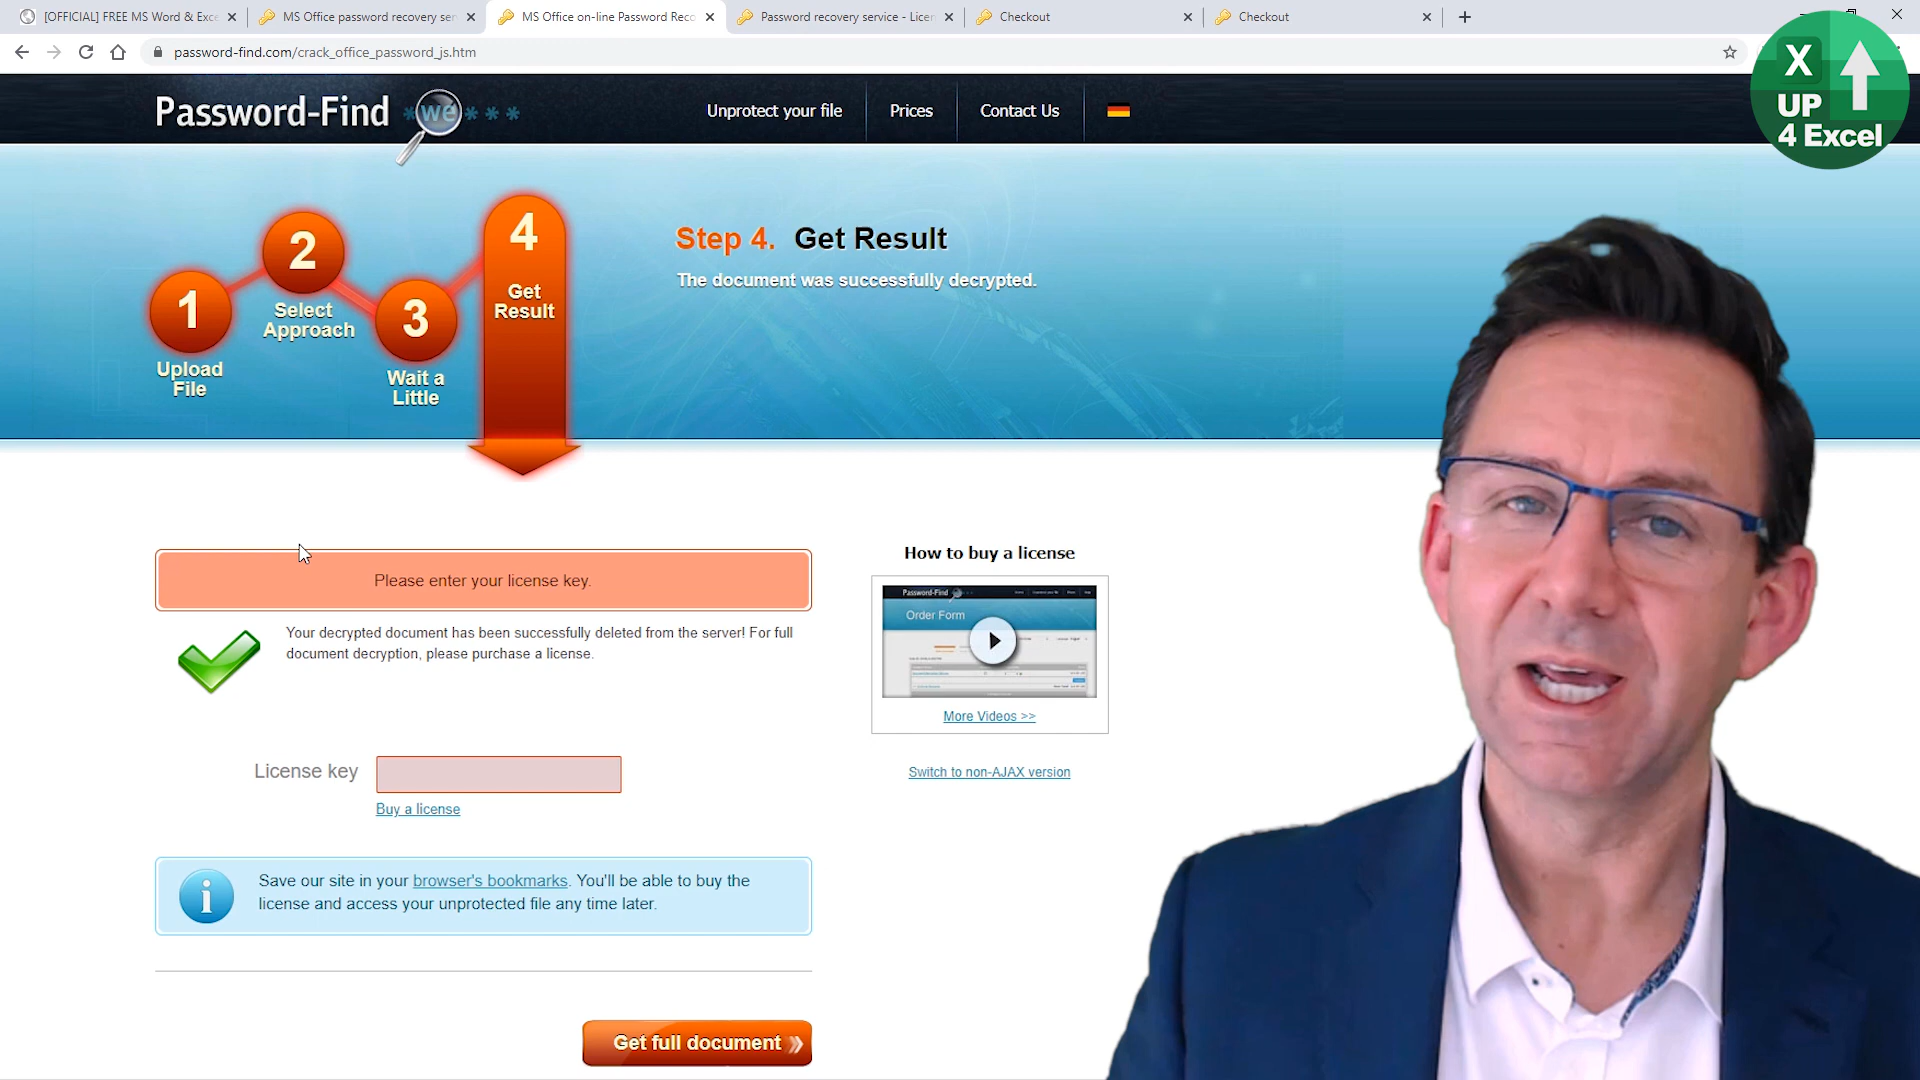 [OFFICIAL] FREE MS Word & Exce
MS Office password recovery ser
MS Office on-line Password Reco
Password recovery service - Licen
Checkout
Checkout
password-find.com/crack_office_password_js.htm
X
UP
4 Excel
Password-Find *we***
Unprotect your file
Prices
Contact Us
1
Upload
File
2
Select
Approach
3
Wait a
Little
4
Get
Result
Step 4. Get Result
The document was successfully decrypted.
Please enter your license key.
Your decrypted document has been successfully deleted from the server! For full
document decryption, please purchase a license.
License key
Buy a license
Save our site in your browser's bookmarks. You'll be able to buy the
license and access your unprotected file any time later.
Get full document
How to buy a license
Password-Find
Order Form
More Videos >>
Switch to non-AJAX version